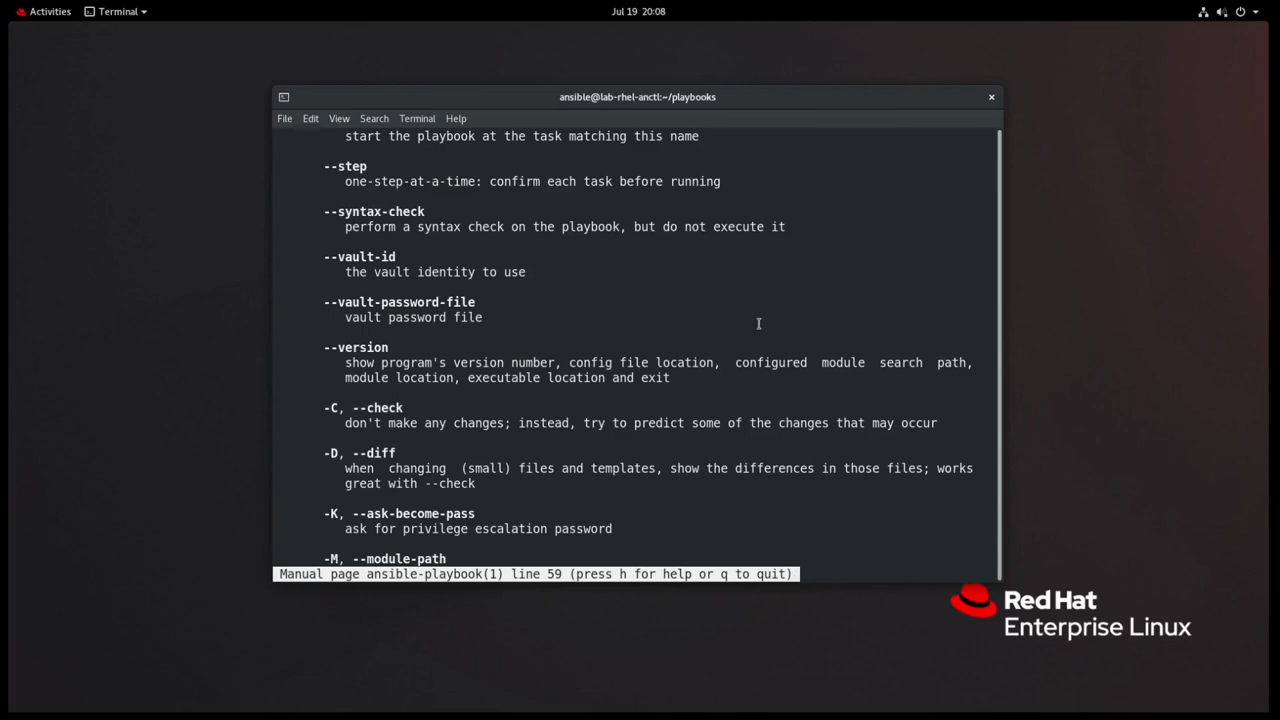 Activities
Terminal
Jul 19 20:08
ansible@lab-rhel-anctl:~/playbooks
×
File Edit View Search Terminal Help
start the playbook at the task matching this name
--step
one-step-at-a-time: confirm each task before running
--syntax-check
perform a syntax check on the playbook, but do not execute it
--vault-id
the vault identity to use
--vault-password-file
vault password file
--version
show program's version number, config file location, configured module search path,
module location, executable location and exit
-C, --check
don't make any changes; instead, try to predict some of the changes that may occur
-D, --diff
when changing (small) files and templates, show the differences in those files; works
great with --check
-K, --ask-become-pass
ask for privilege escalation password
-M, --module-path
Manual page ansible-playbook(1) line 59 (press h for help or q to quit)
Red Hat
Enterprise Linux